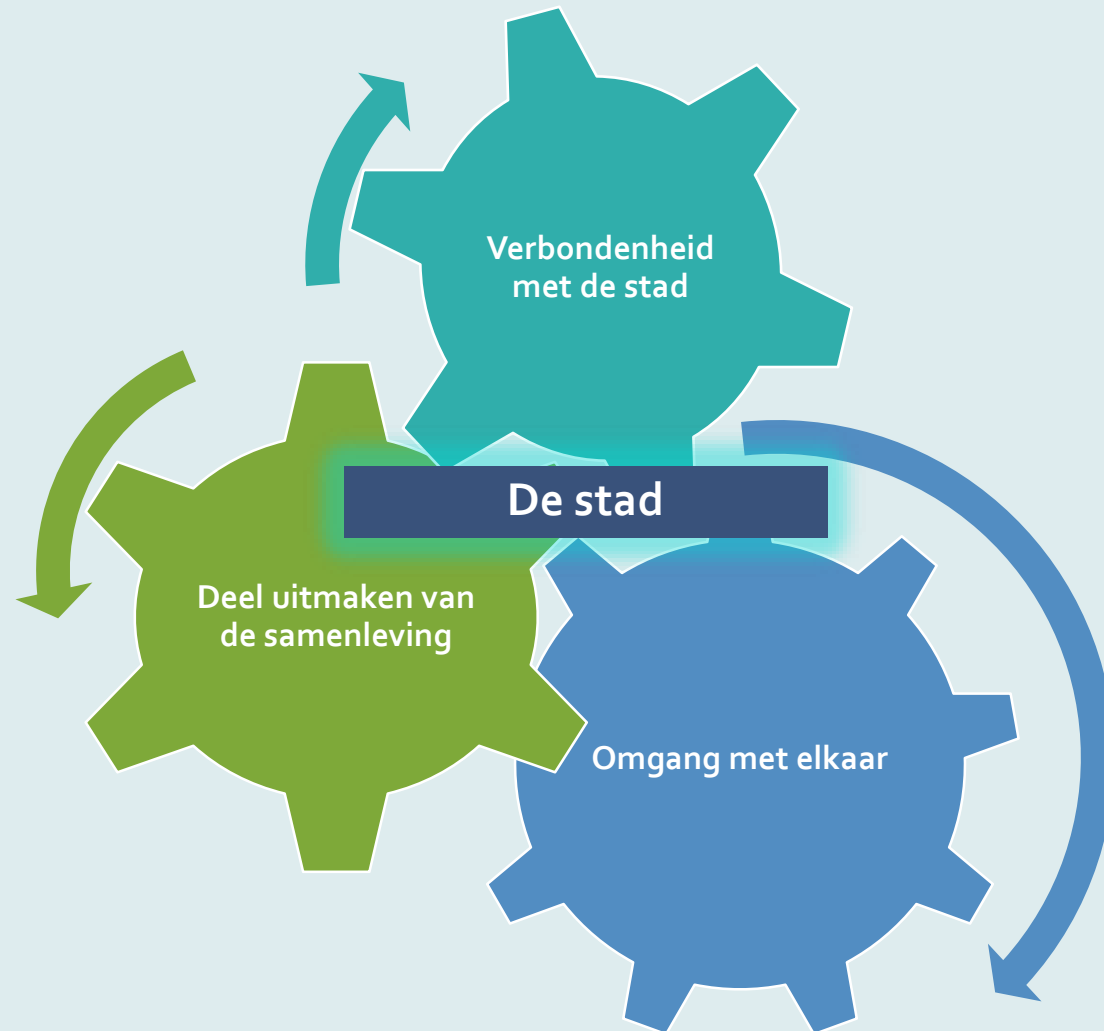 Verbondenheid
met de stad
De stad
Deel uitmaken van
de samenleving
Omgang met elkaar